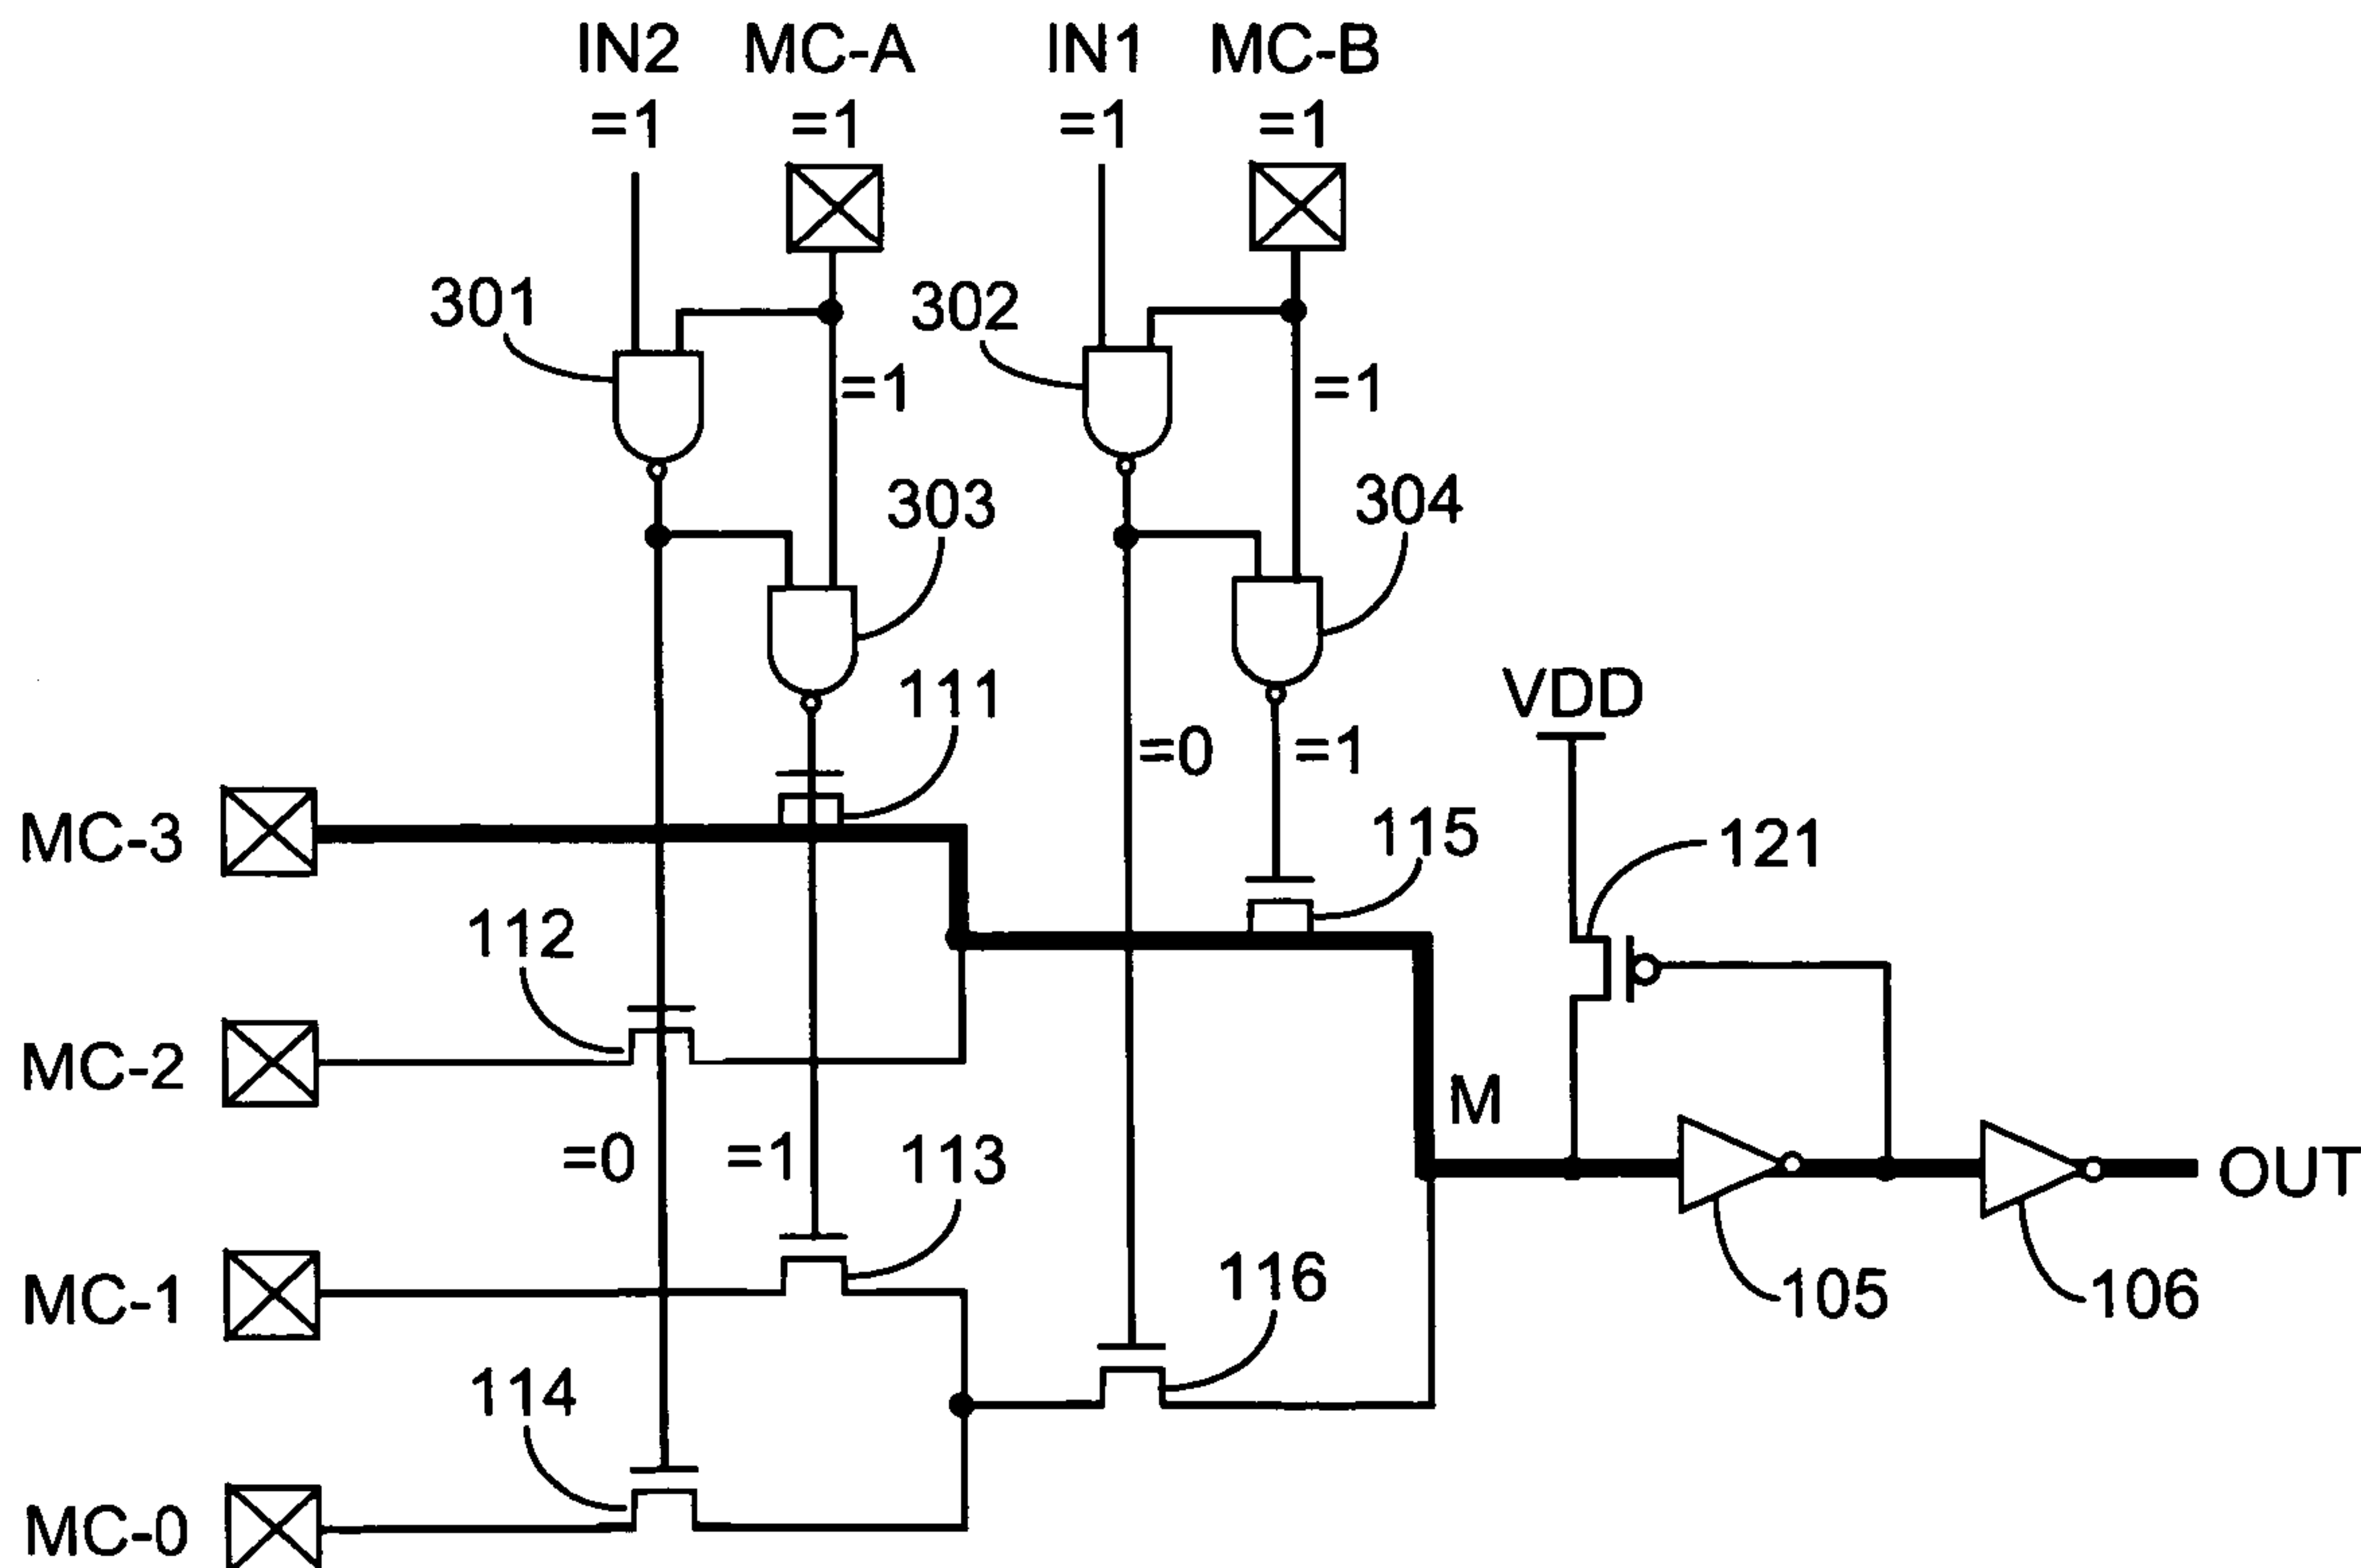 IN2 MC-A IN1 MC-B
=1 =1 =1 =1
301 302
=1 =1
303 304
111 VDD
=0 =1
MC-3 115 121
112
MC-2 M
=0 =1 113 OUT
MC-1 116 105 106
114
MC-0